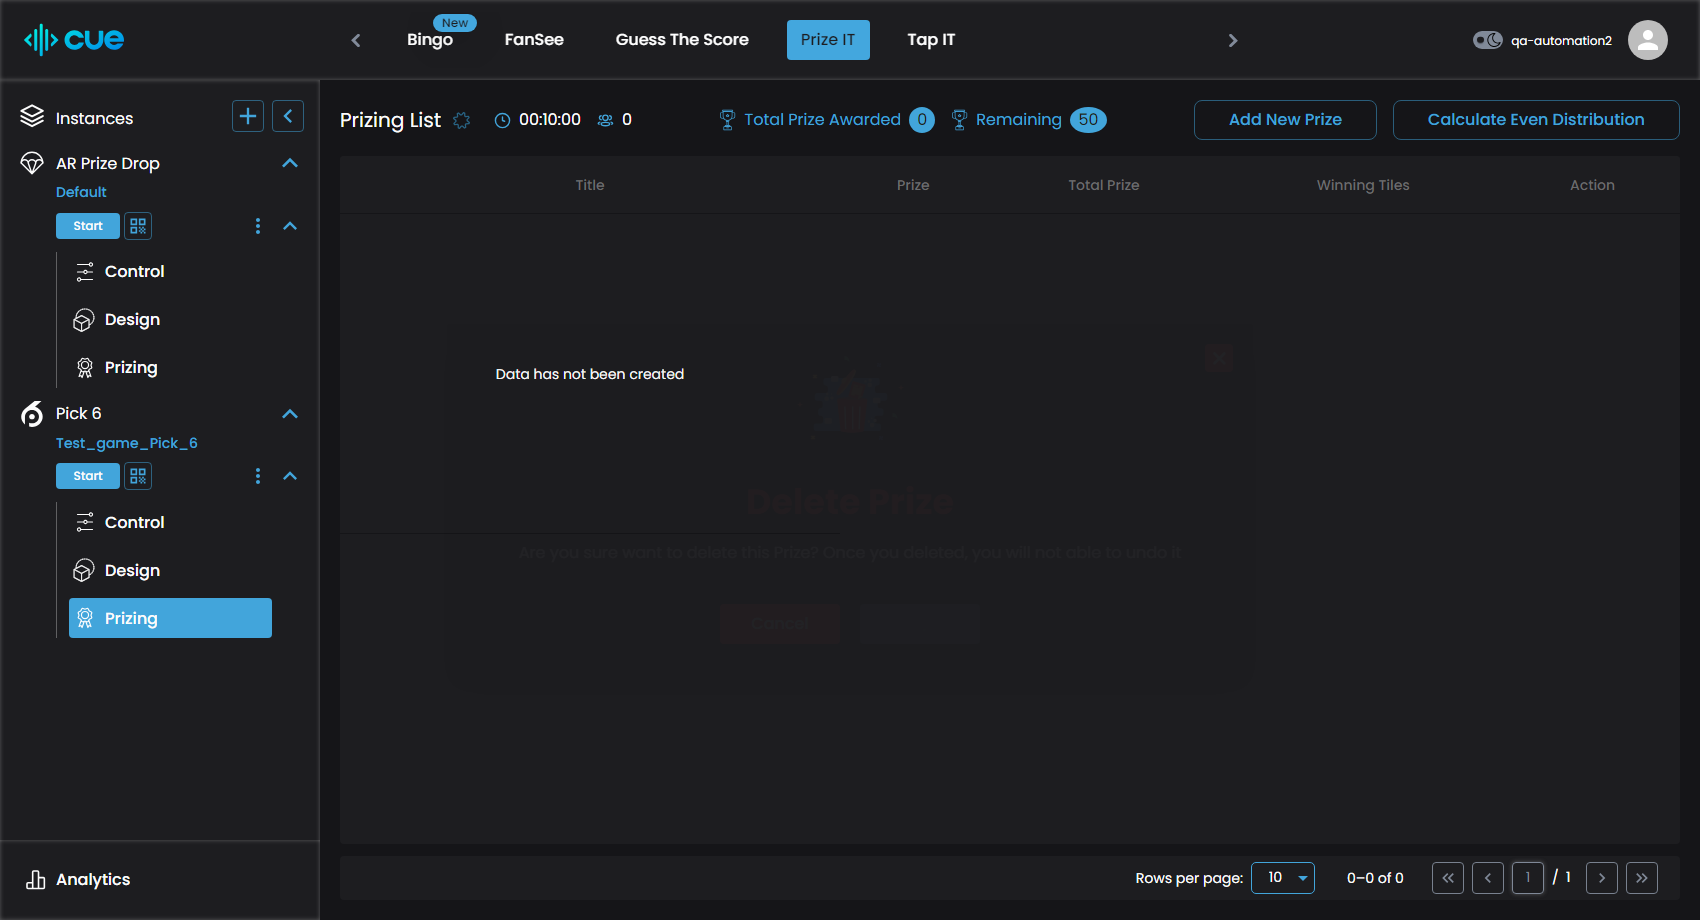 cue
New
Bingo
FanSee
Guess The Score
Prize IT
Tap IT
qa-automation2
Instances
AR Prize Drop
Default
Start
Control
Design
Prizing
Pick 6
Test_game_Pick_6
Start
Control
Design
Prizing
Analytics
Prizing List
00:10:00
0
Total Prize Awarded 0
Remaining 50
Add New Prize
Calculate Even Distribution
Title Prize Total Prize Winning Tiles Action
Data has not been created
Delete Prize
Are you sure want to delete this Prize? Once you deleted, you will not able to undo it
Cancel
Rows per page: 10 0–0 of 0 1 / 1